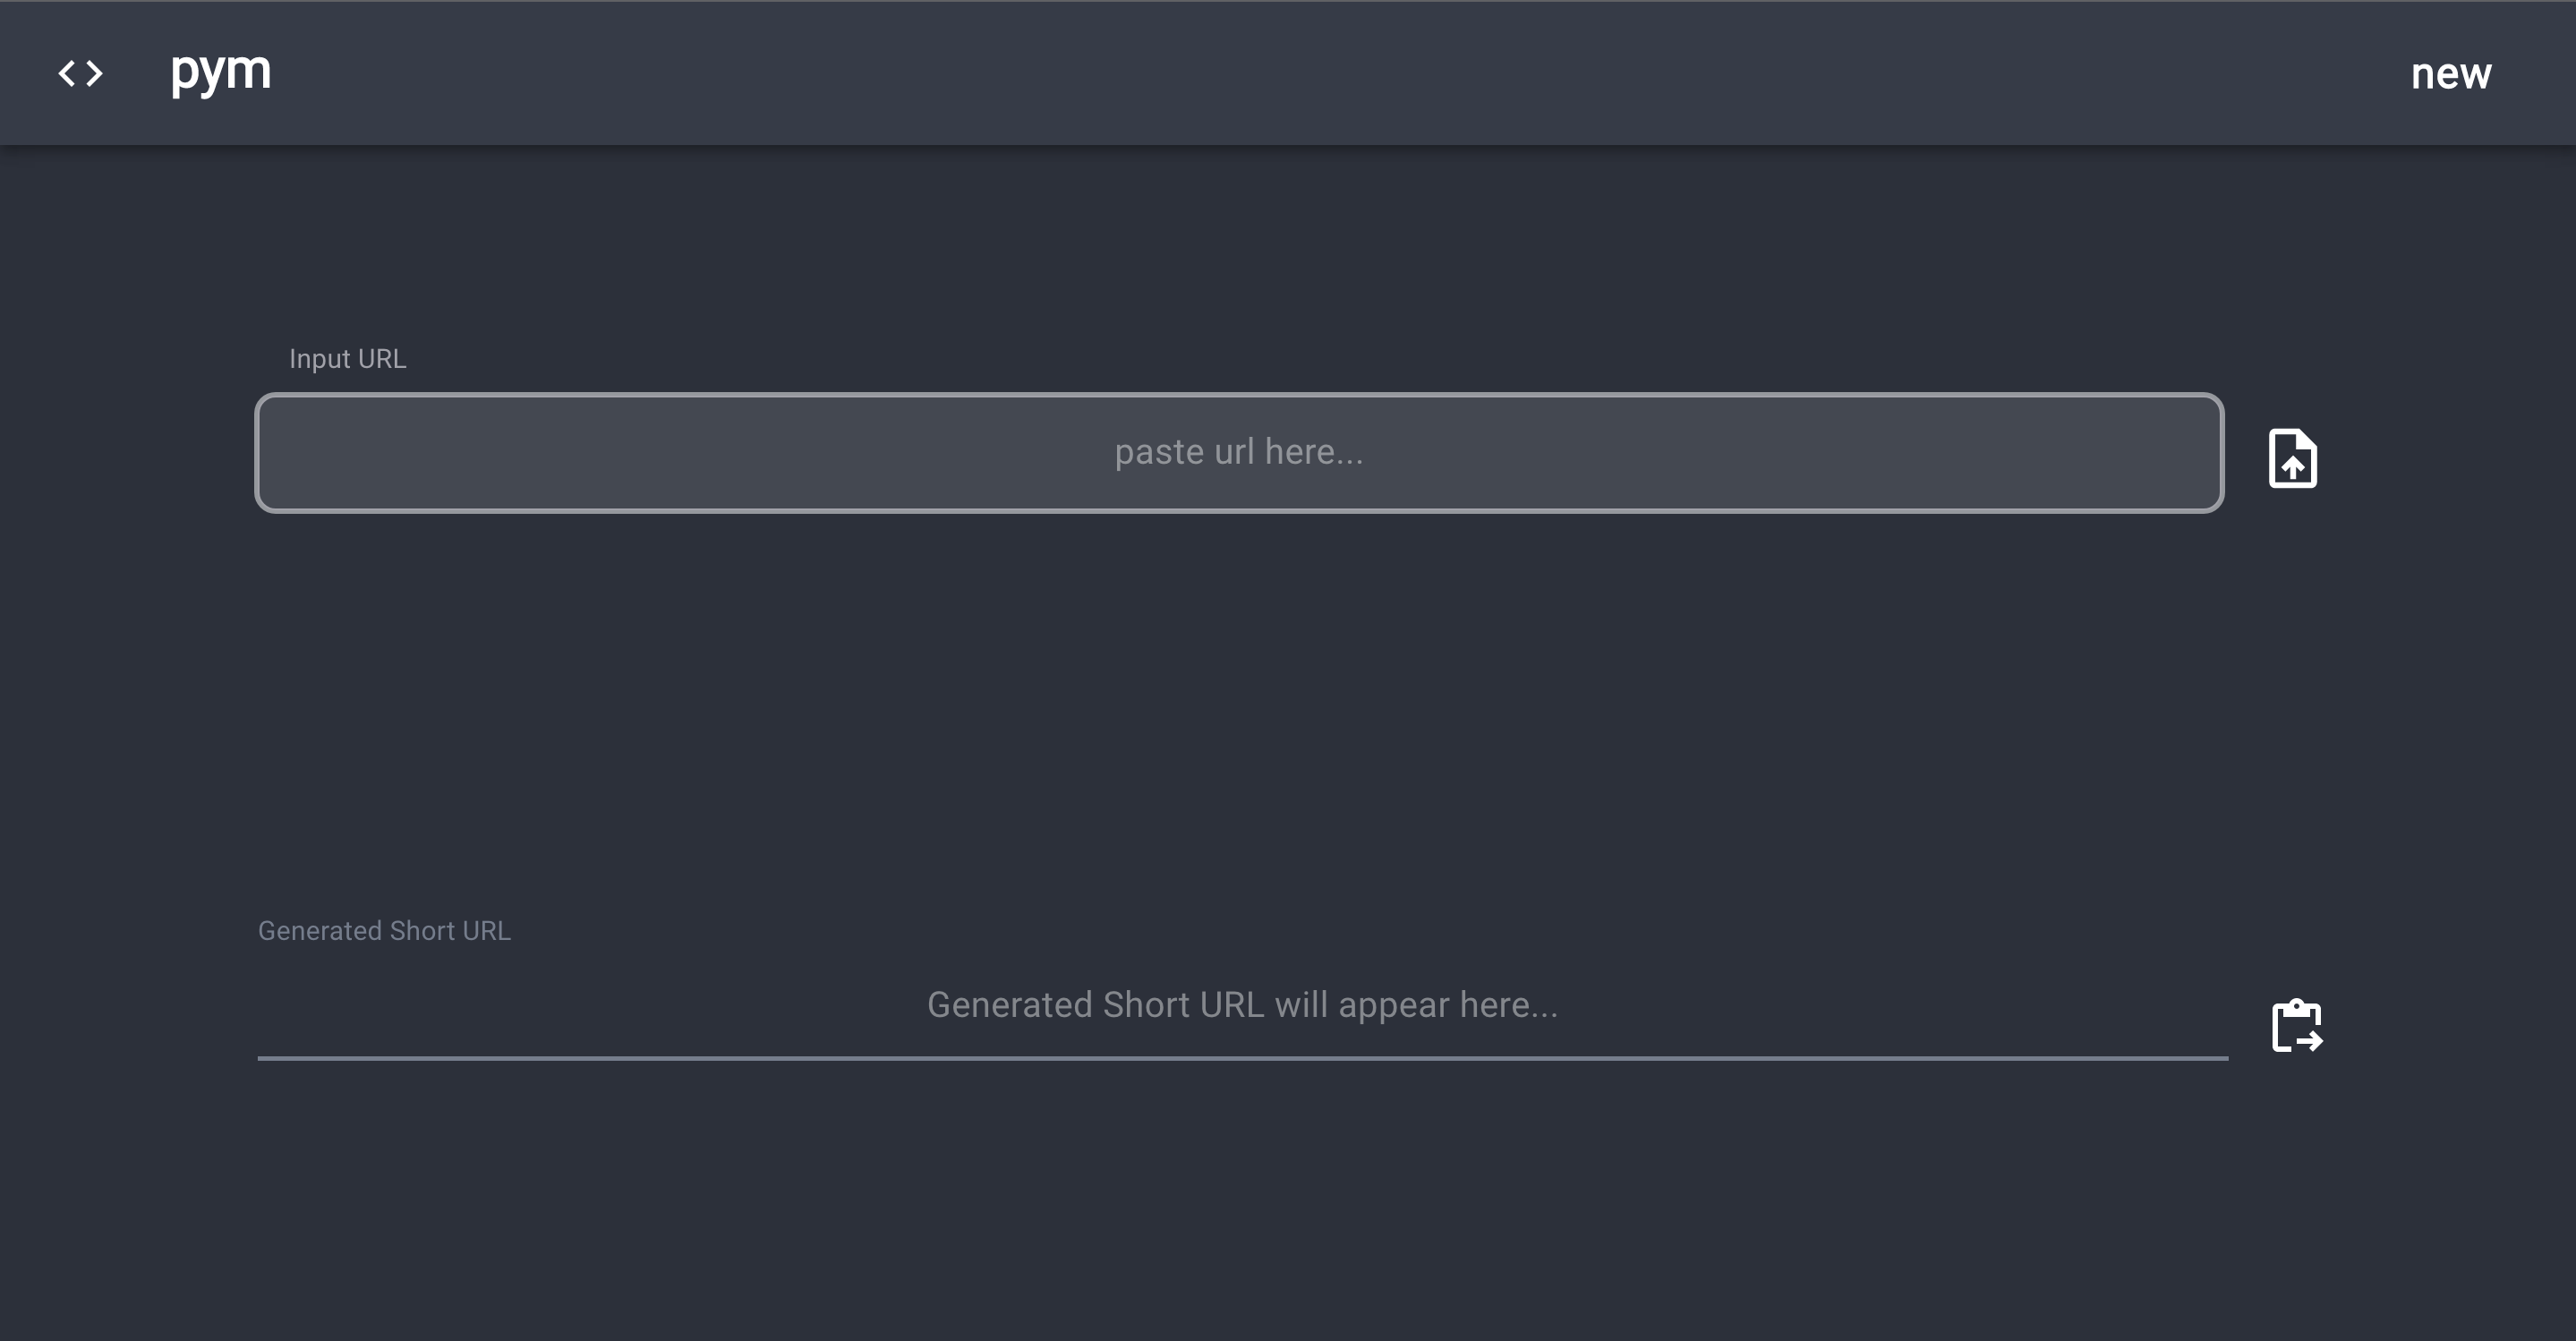 pym
new
Input URL
paste url here...
Generated Short URL
Generated Short URL will appear here...